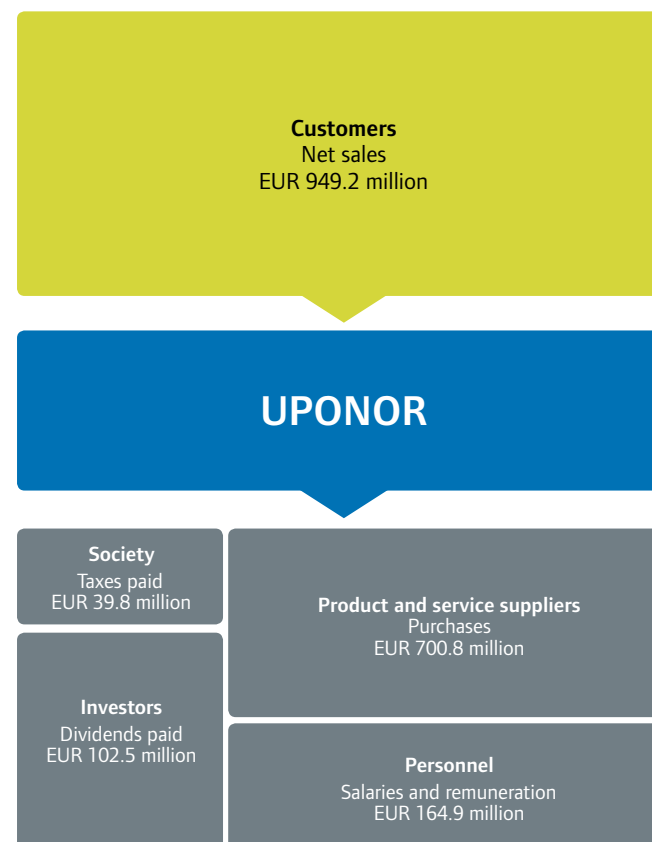 Customers
Net sales
EUR 949.2 million
UPONOR
Society
Taxes paid
EUR 39.8 million
Product and service suppliers
Purchases
EUR 700.8 million
Investors
Dividends paid
EUR 102.5 million
Personnel
Salaries and remuneration
EUR 164.9 million